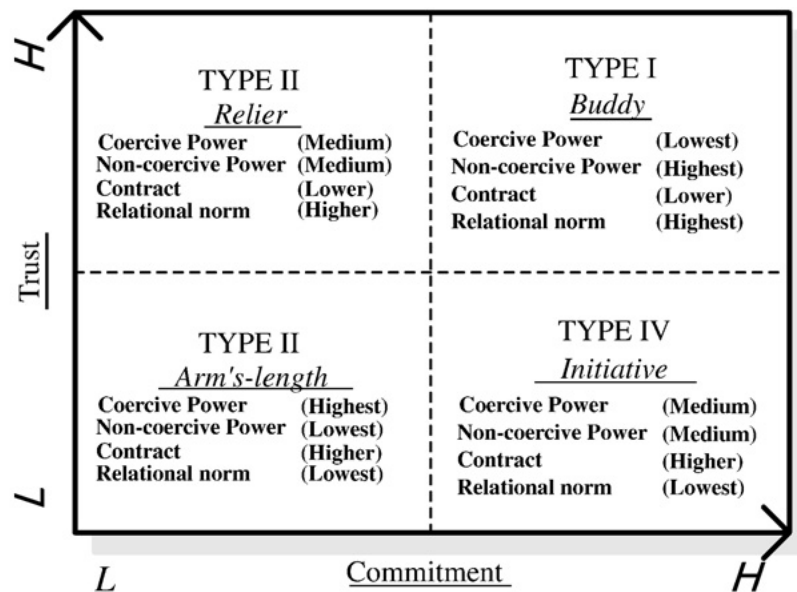 H
TYPE II
Relier
Coercive Power (Medium)
Non-coercive Power (Medium)
Contract (Lower)
Relational norm (Higher)
TYPE I
Buddy
Coercive Power (Lowest)
Non-coercive Power (Highest)
Contract (Lower)
Relational norm (Highest)
Trust
TYPE II
Arm's-length
Coercive Power (Highest)
Non-coercive Power (Lowest)
Contract (Higher)
Relational norm (Lowest)
TYPE IV
Initiative
Coercive Power (Medium)
Non-coercive Power (Medium)
Contract (Higher)
Relational norm (Lowest)
L
L Commitment H